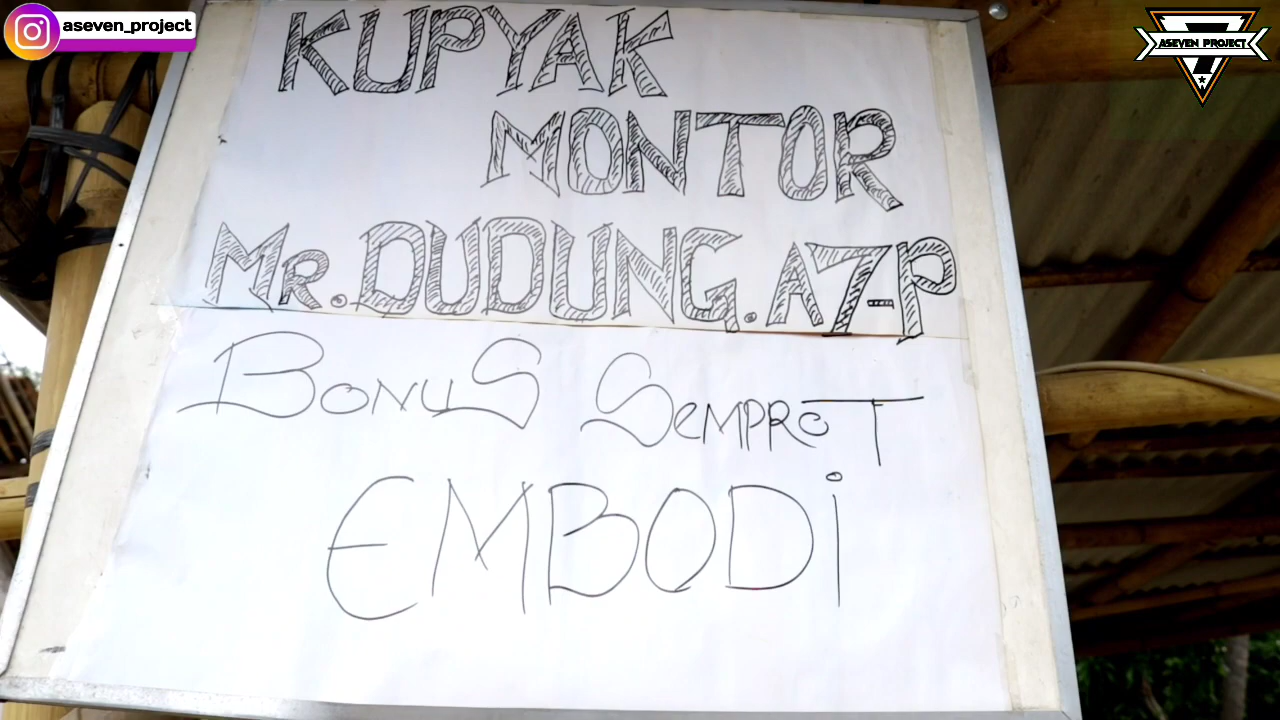 aseven_project
ASEVEN PROJECT
KUPYAK
MONTOR
MR.DUDUNG.A7-P
BONUS SEMPROT
EMBODi